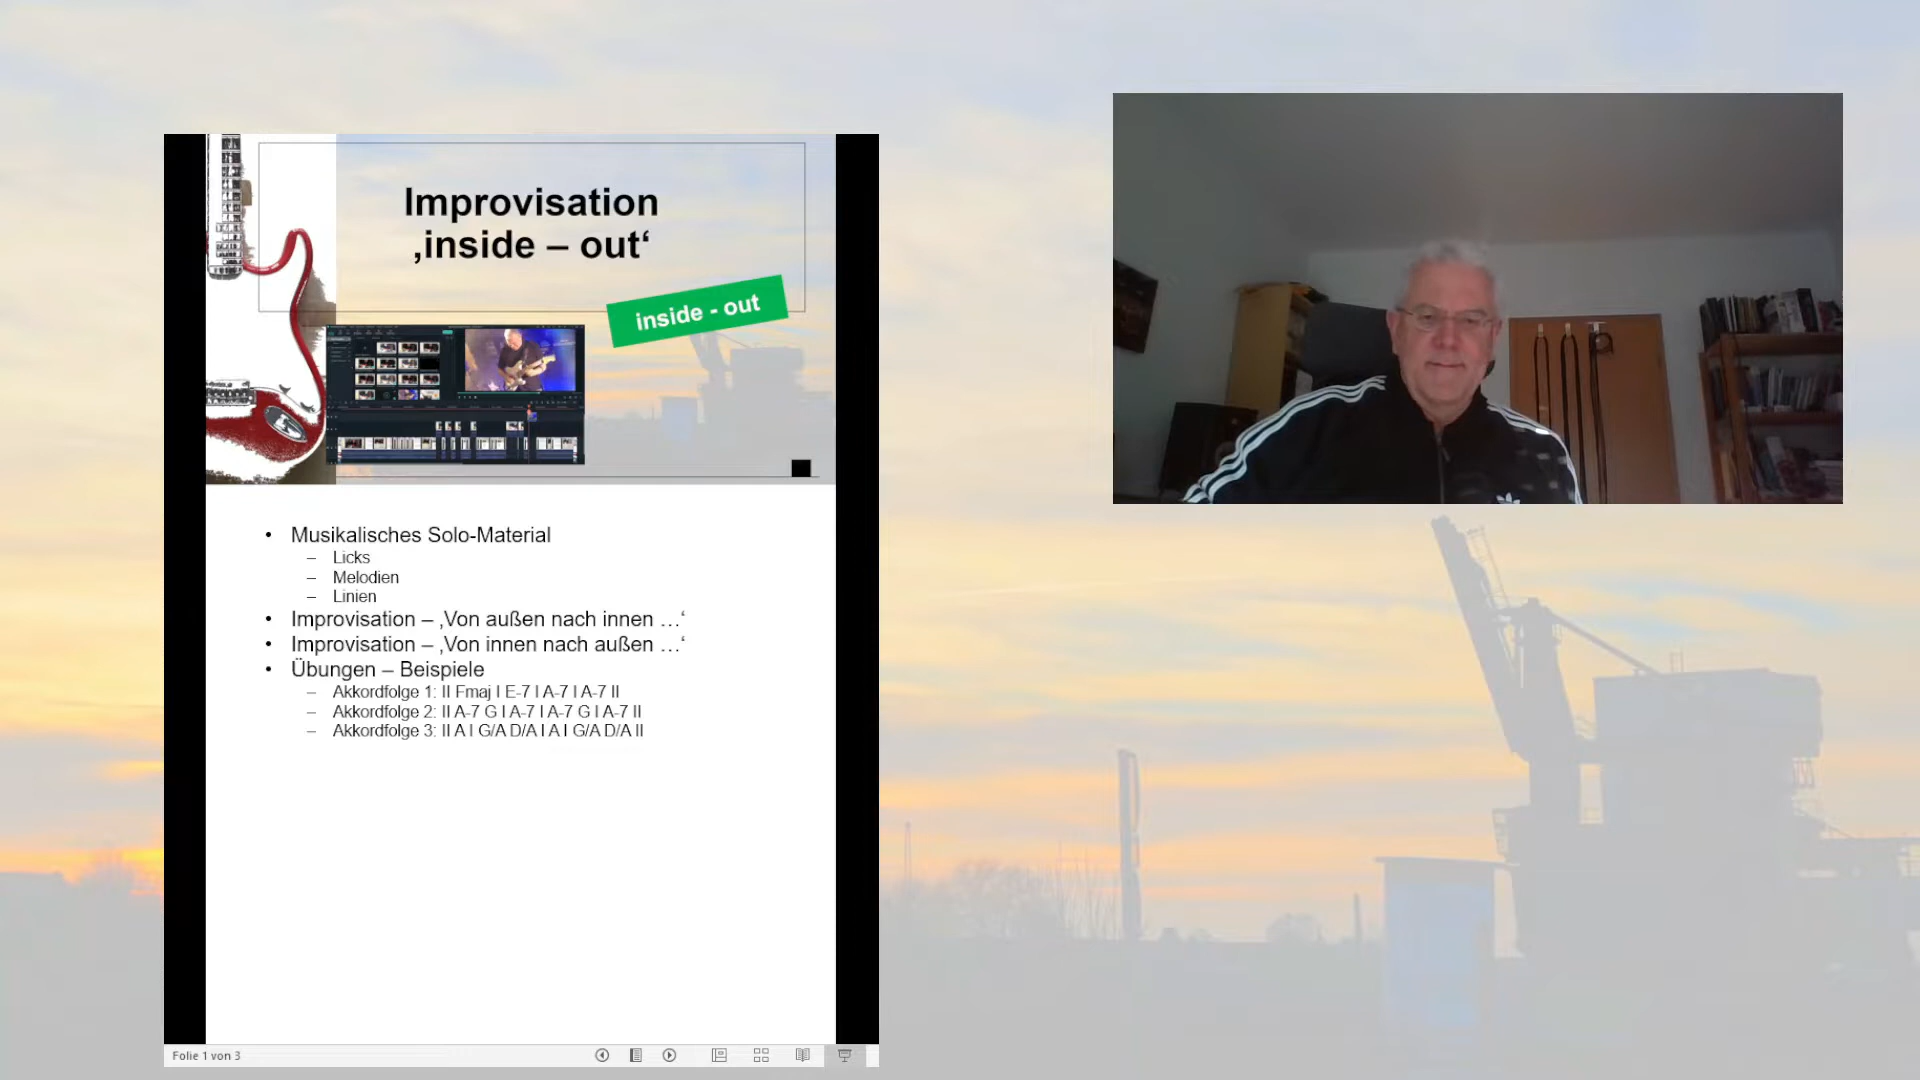 Improvisation
‚inside – out‘
inside - out
• Musikalisches Solo-Material
– Licks
– Melodien
– Linien
• Improvisation – ‚Von außen nach innen …‘
• Improvisation – ‚Von innen nach außen …‘
• Übungen – Beispiele
– Akkordfolge 1: II Fmaj I E-7 I A-7 I A-7 II
– Akkordfolge 2: II A-7 G I A-7 I A-7 G I A-7 II
– Akkordfolge 3: II A I G/A D/A I A I G/A D/A II
Folie 1 von 3